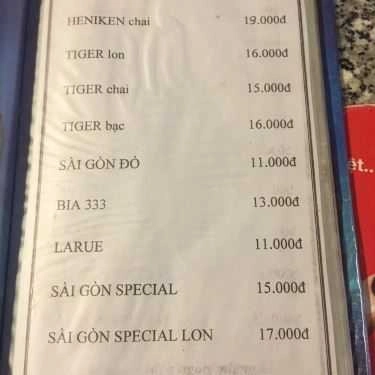 HENIKEN chai 19.000đ
TIGER lon 16.000đ
TIGER chai 15.000đ
TIGER bạc 16.000đ
SÀI GÒN ĐỎ 11.000đ
BIA 333 13.000đ
LARUE 11.000đ
SÀI GÒN SPECIAL 15.000đ
SÀI GÒN SPECIAL LON 17.000đ